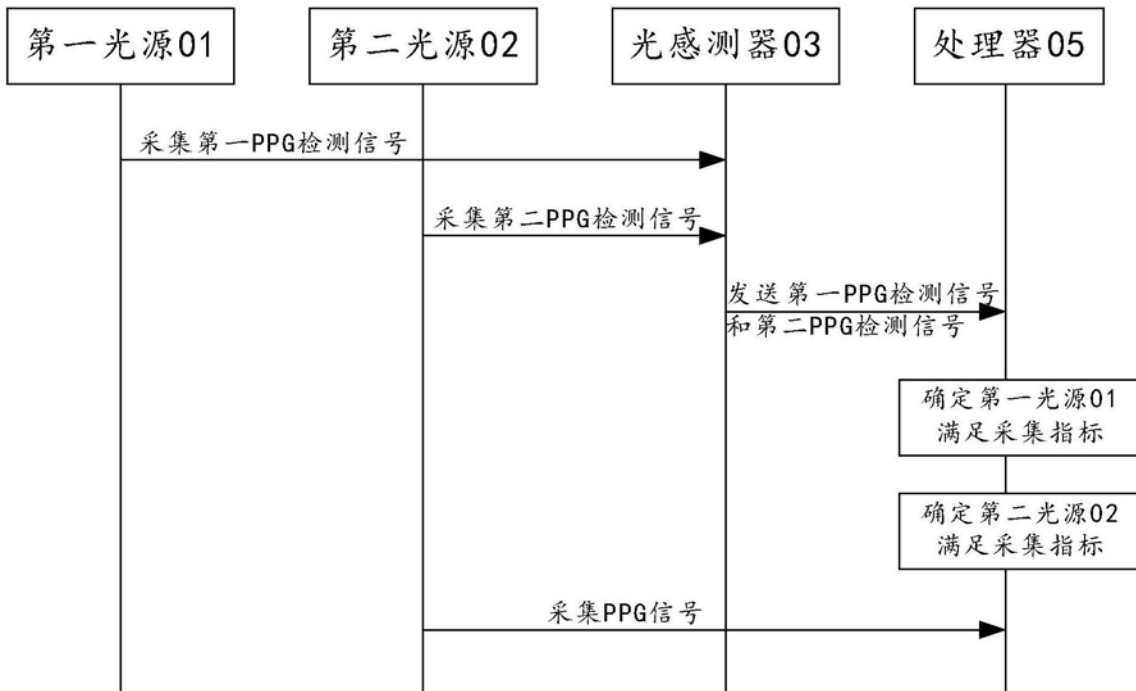 第一光源01
第二光源02
光感测器03
处理器05
采集第一PPG检测信号
采集第二PPG检测信号
发送第一PPG检测信号
和第二PPG检测信号
确定第一光源01
满足采集指标
确定第二光源02
满足采集指标
采集PPG信号